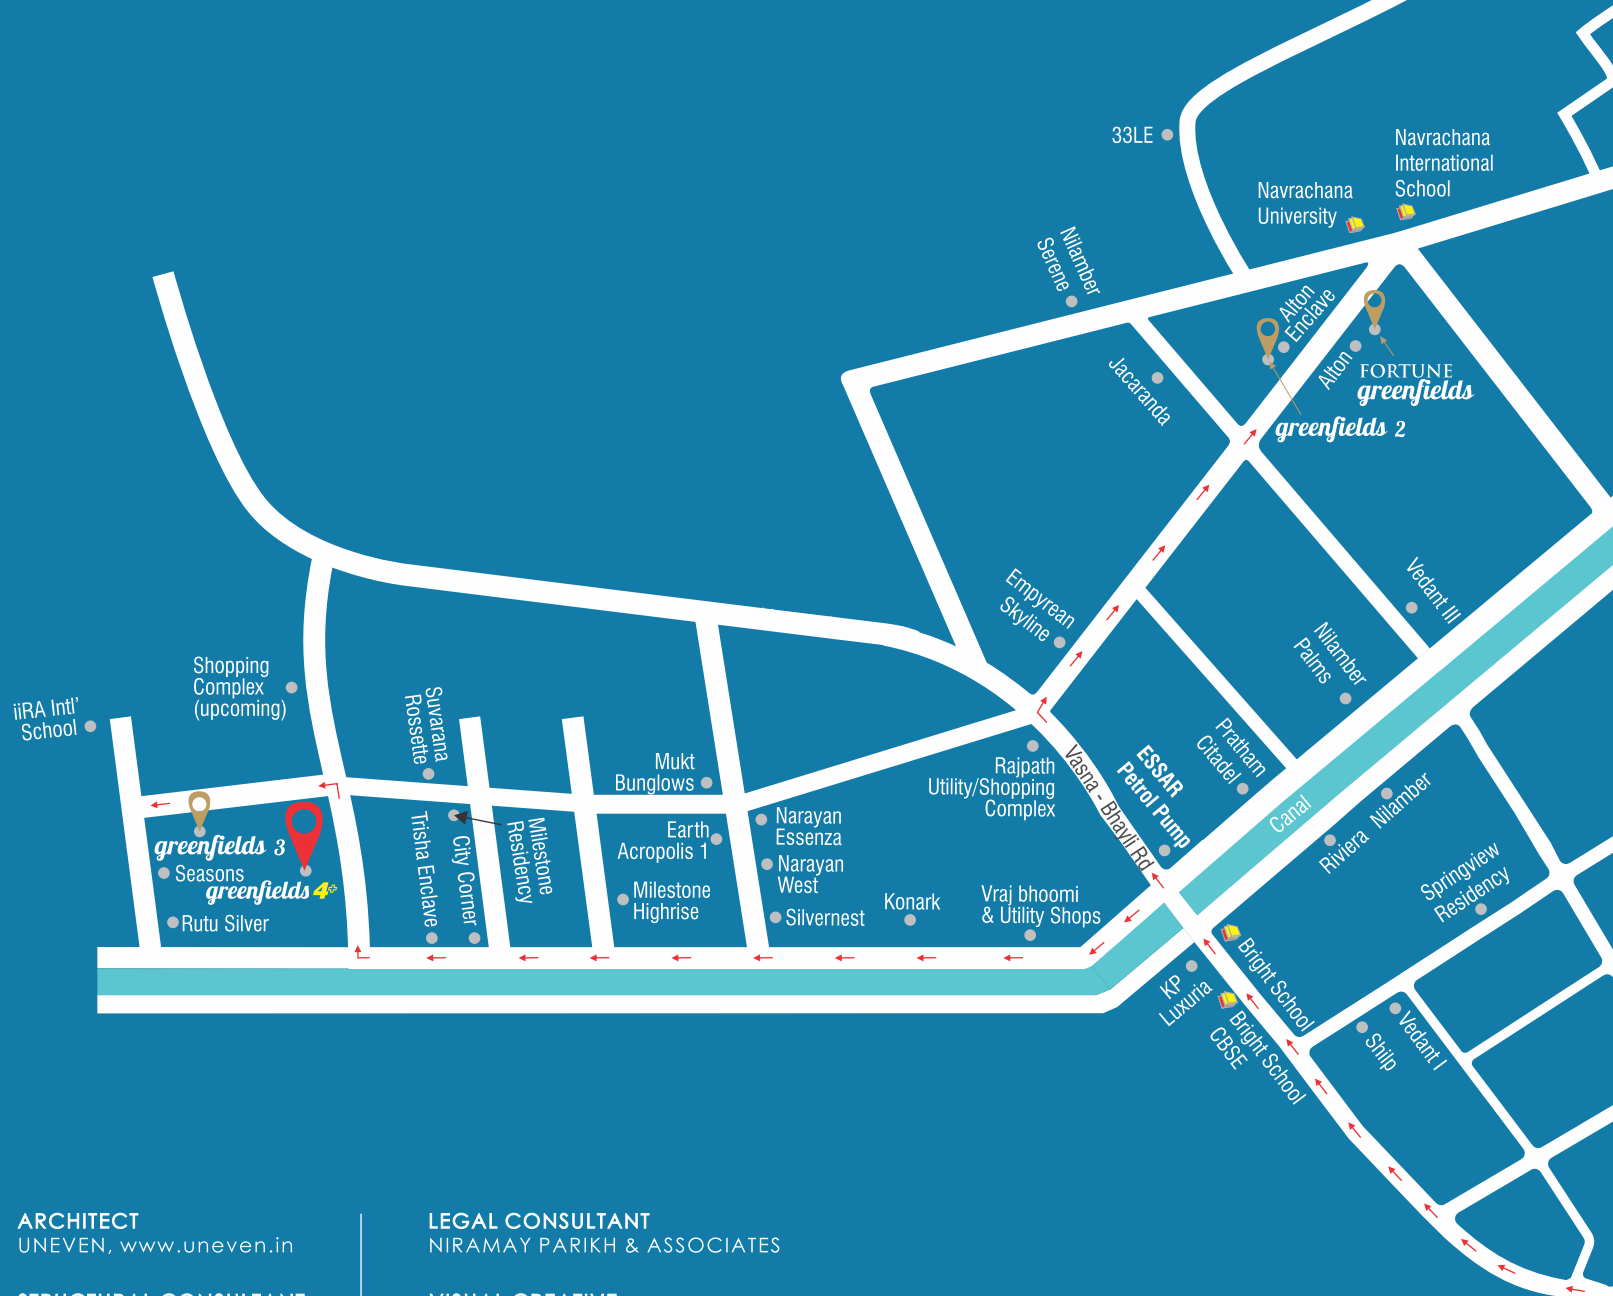 33LE
Navrachana
International
School
Navrachana
University
Nilamber
Serene
Alton
Enclave
Jacaranda
Alton
FORTUNE
greenfields
greenfields 2
Empyrean
Skyline
Vedant III
Nilamber
Palms
Shopping
Complex
(upcoming)
iiRA Intl'
School
Suvarana
Rossette
Mukt
Bunglows
Rajpath
Utility/Shopping
Complex
Vasna - Bhayli Rd
ESSAR
Petrol Pump
Pratham
Citadel
Canal
Riviera Nilamber
Springview
Residency
greenfields 3
Seasons
greenfields 4+
Rutu Silver
Trisha Enclave
City Corner
Milestone
Residency
Earth
Acropolis 1
Milestone
Highrise
Narayan
Essenza
Narayan
West
Silvernest
Konark
Vraj bhoomi
& Utility Shops
KP
Luxuria
Bright School
Bright School
CBSE
Shilp
Vedant I
ARCHITECT
UNEVEN, www.uneven.in
LEGAL CONSULTANT
NIRAMAY PARIKH & ASSOCIATES
STRUCTURAL CONSULTANT
VISUAL CREATIVE